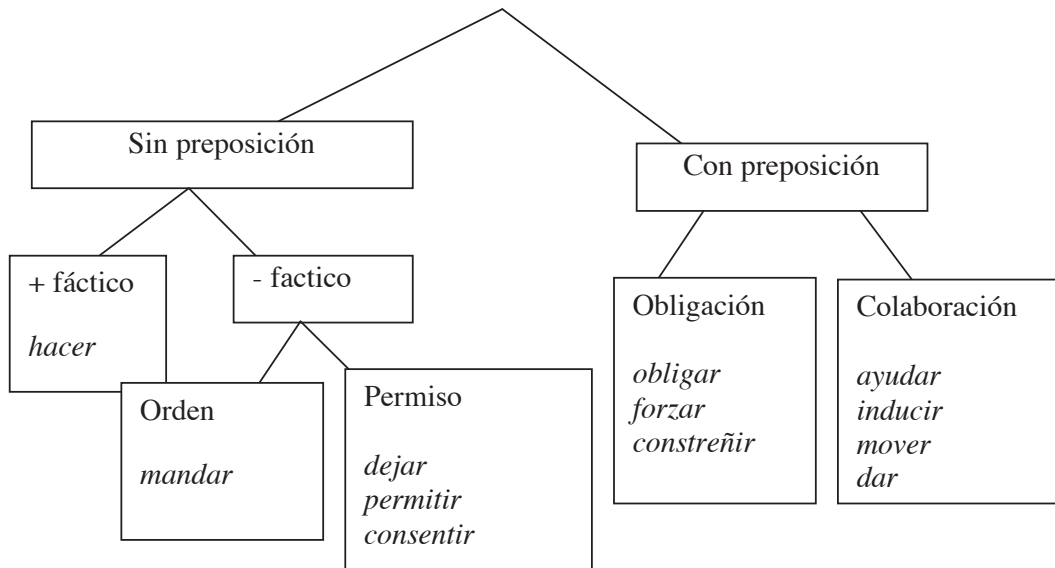 Sin preposición
Con preposición
+ fáctico
hacer
- factico
Orden
mandar
Permiso
dejar
permitir
consentir
Obligación
obligar
forzar
constreñir
Colaboración
ayudar
inducir
mover
dar